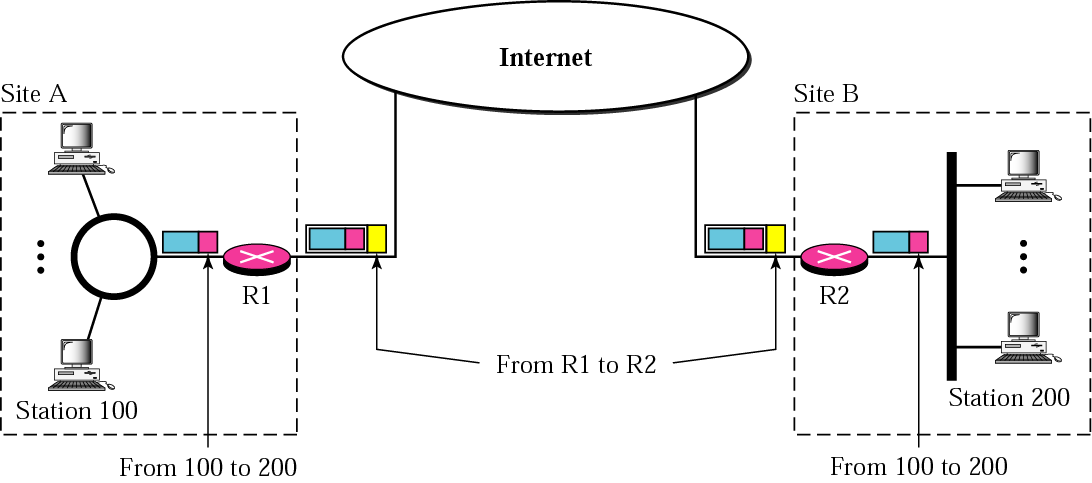 Internet
Site A
Site B
R1
R2
From R1 to R2
Station 100
Station 200
From 100 to 200
From 100 to 200